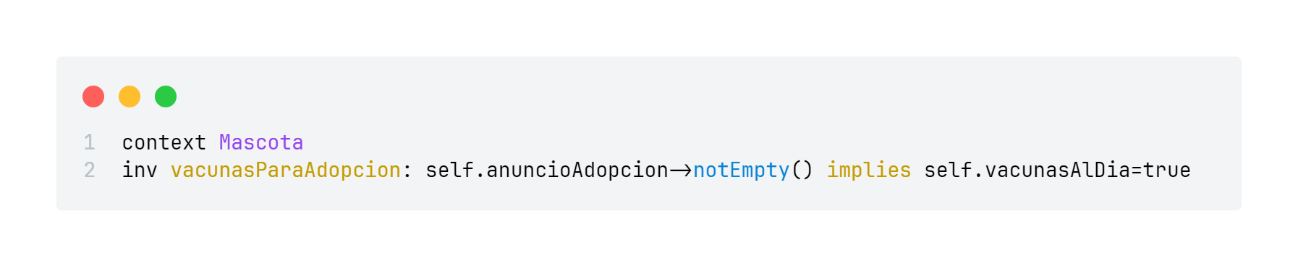 1 context Mascota
2 inv vacunasParaAdopcion: self.anuncioAdopcion->notEmpty() implies self.vacunasAlDia=true